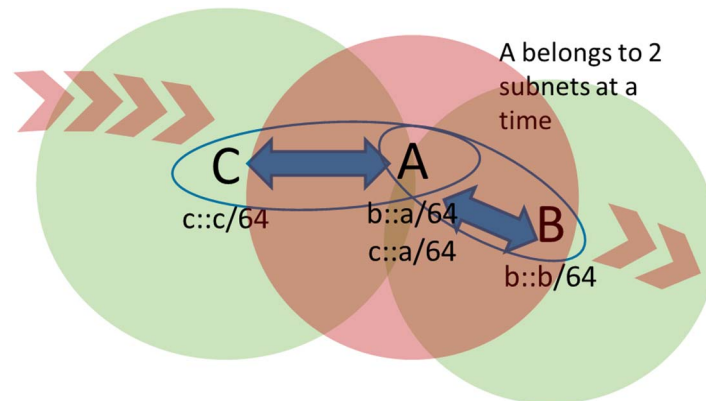 A belongs to 2
subnets at a
time
C
A
B
c::c/64
b::a/64
c::a/64
b::b/64